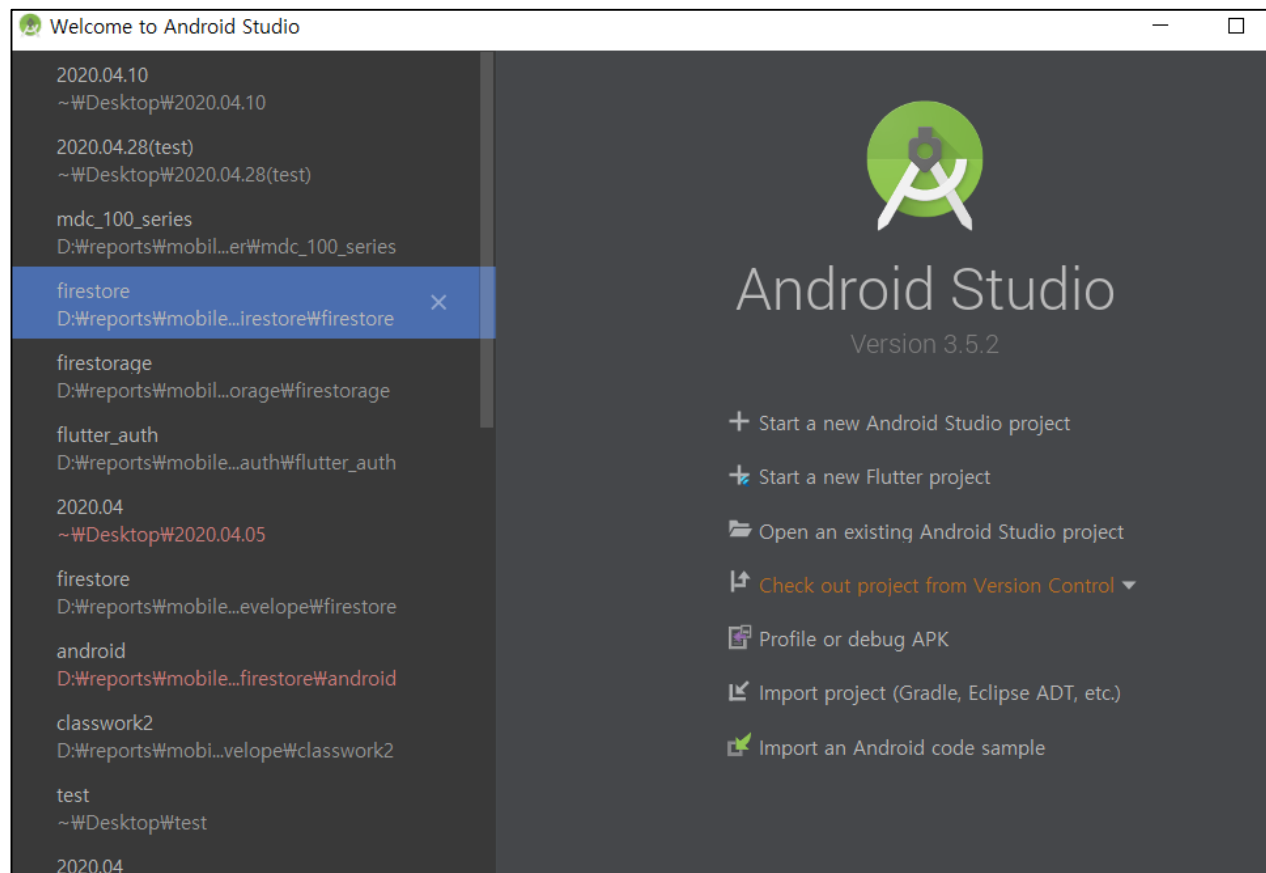 Welcome to Android Studio
2020.04.10
~₩Desktop₩2020.04.10
2020.04.28(test)
~₩Desktop₩2020.04.28(test)
mdc_100_series
D:₩reports₩mobil...er₩mdc_100_series
firestore
D:₩reports₩mobile...irestore₩firestore
firestorage
D:₩reports₩mobil...orage₩firestorage
flutter_auth
D:₩reports₩mobile...auth₩flutter_auth
2020.04
~₩Desktop₩2020.04.05
firestore
D:₩reports₩mobile...evelope₩firestore
android
D:₩reports₩mobile...firestore₩android
classwork2
D:₩reports₩mobi...velope₩classwork2
test
~₩Desktop₩test
2020.04
Android Studio
Version 3.5.2
Start a new Android Studio project
Start a new Flutter project
Open an existing Android Studio project
Check out project from Version Control
Profile or debug APK
Import project (Gradle, Eclipse ADT, etc.)
Import an Android code sample